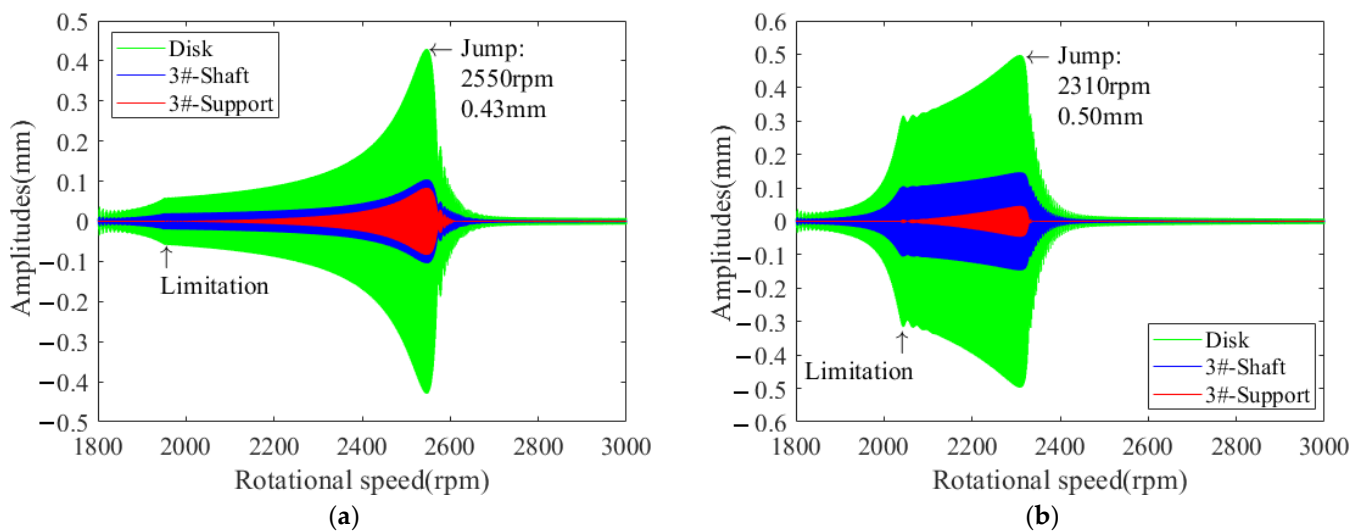 0.5
0.4
0.3
0.2
0.1
0
−0.1
−0.2
−0.3
−0.4
−0.5
Amplitudes(mm)
Disk
3#-Shaft
3#-Support
Jump:
2550rpm
0.43mm
Limitation
1800 2000 2200 2400 2600 2800 3000
Rotational speed(rpm)
(a)
0.6
0.5
0.4
0.3
0.2
0.1
0
−0.1
−0.2
−0.3
−0.4
−0.5
−0.6
Amplitudes(mm)
Jump:
2310rpm
0.50mm
Limitation
Disk
3#-Shaft
3#-Support
1800 2000 2200 2400 2600 2800 3000
Rotational speed(rpm)
(b)